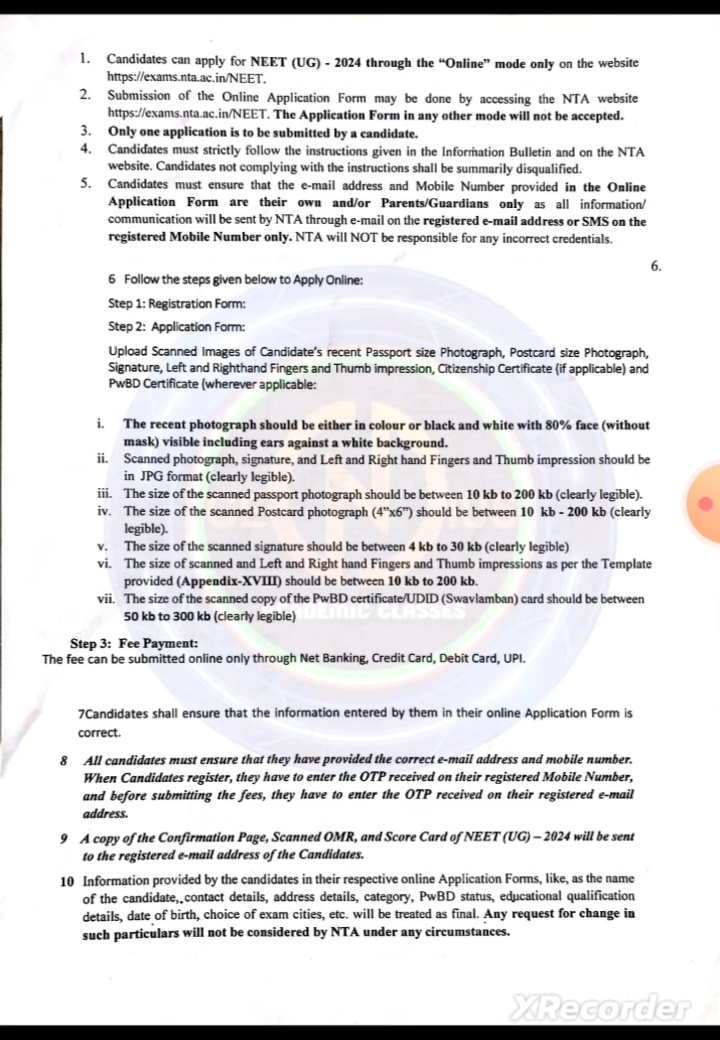 1. Candidates can apply for NEET (UG) - 2024 through the “Online” mode only on the website
https://exams.nta.ac.in/NEET.
2. Submission of the Online Application Form may be done by accessing the NTA website
https://exams.nta.ac.in/NEET. The Application Form in any other mode will not be accepted.
3. Only one application is to be submitted by a candidate.
4. Candidates must strictly follow the instructions given in the Information Bulletin and on the NTA
website. Candidates not complying with the instructions shall be summarily disqualified.
5. Candidates must ensure that the e-mail address and Mobile Number provided in the Online
Application Form are their own and/or Parents/Guardians only as all information/
communication will be sent by NTA through e-mail on the registered e-mail address or SMS on the
registered Mobile Number only. NTA will NOT be responsible for any incorrect credentials.
6.
6 Follow the steps given below to Apply Online:
Step 1: Registration Form:
Step 2: Application Form:
Upload Scanned Images of Candidate’s recent Passport size Photograph, Postcard size Photograph,
Signature, Left and Righthand Fingers and Thumb impression, Citizenship Certificate (if applicable) and
PwBD Certificate (wherever applicable:
i. The recent photograph should be either in colour or black and white with 80% face (without
mask) visible including ears against a white background.
ii. Scanned photograph, signature, and Left and Right hand Fingers and Thumb impression should be
in JPG format (clearly legible).
iii. The size of the scanned passport photograph should be between 10 kb to 200 kb (clearly legible).
iv. The size of the scanned Postcard photograph (4”x6”) should be between 10 kb - 200 kb (clearly
legible).
v. The size of the scanned signature should be between 4 kb to 30 kb (clearly legible)
vi. The size of scanned and Left and Right hand Fingers and Thumb impressions as per the Template
provided (Appendix-XVIII) should be between 10 kb to 200 kb.
vii. The size of the scanned copy of the PwBD certificate/UDID (Swavlamban) card should be between
50 kb to 300 kb (clearly legible)
Step 3: Fee Payment:
The fee can be submitted online only through Net Banking, Credit Card, Debit Card, UPI.
7Candidates shall ensure that the information entered by them in their online Application Form is
correct.
8 All candidates must ensure that they have provided the correct e-mail address and mobile number.
When Candidates register, they have to enter the OTP received on their registered Mobile Number,
and before submitting the fees, they have to enter the OTP received on their registered e-mail
address.
9 A copy of the Confirmation Page, Scanned OMR, and Score Card of NEET (UG) – 2024 will be sent
to the registered e-mail address of the Candidates.
10 Information provided by the candidates in their respective online Application Forms, like, as the name
of the candidate, contact details, address details, category, PwBD status, educational qualification
details, date of birth, choice of exam cities, etc. will be treated as final. Any request for change in
such particulars will not be considered by NTA under any circumstances.
XRecorder